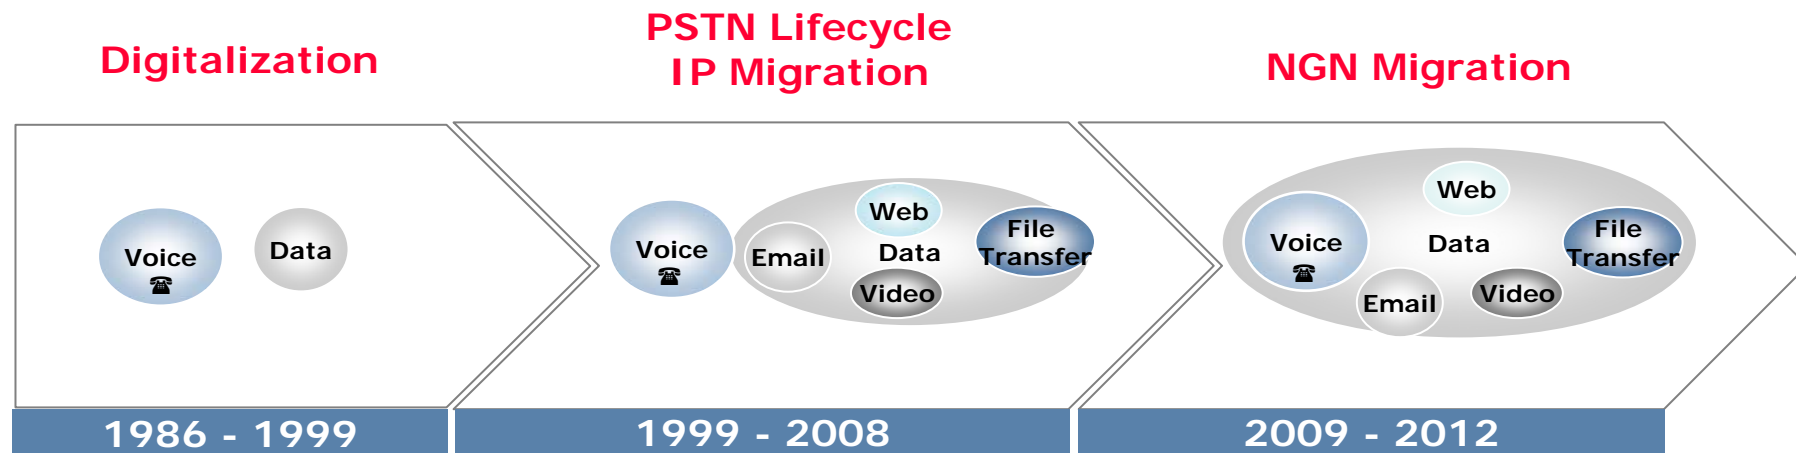 Digitalization
PSTN Lifecycle
IP Migration
NGN Migration
Voice
☎
Data
Voice
☎
Email
Web
Data
Video
File
Transfer
Voice
☎
Web
Data
Email
Video
File
Transfer
1986 - 1999
1999 - 2008
2009 - 2012